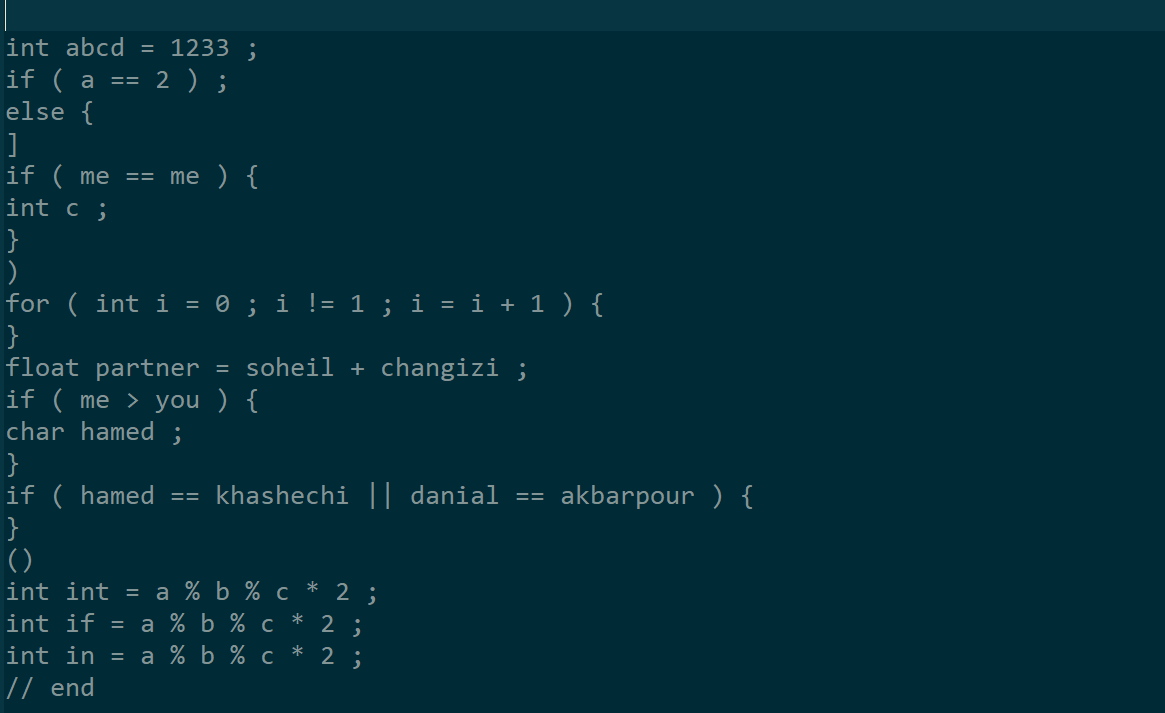 int abcd = 1233 ;
if ( a == 2 ) ;
else {
]
if ( me == me ) {
int c ;
}
)
for ( int i = 0 ; i != 1 ; i = i + 1 ) {
}
float partner = soheil + changizi ;
if ( me > you ) {
char hamed ;
}
if ( hamed == khashechi || danial == akbarpour ) {
}
()
int int = a % b % c * 2 ;
int if = a % b % c * 2 ;
int in = a % b % c * 2 ;
// end